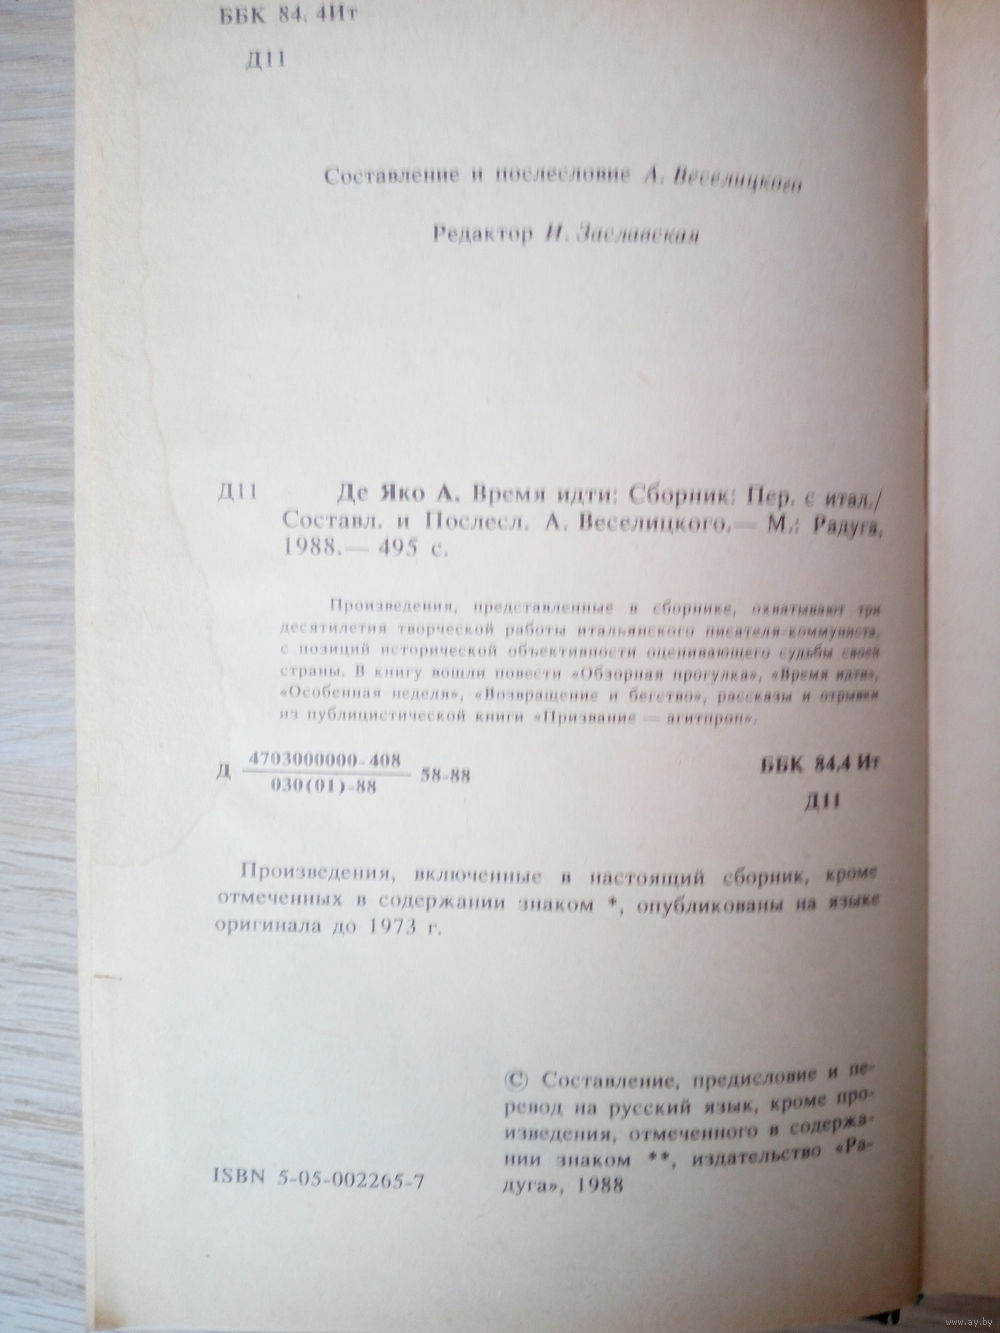 ББК 84. 4Ит
Д11
Составление и послесловие А. Веселицкого
Редактор И. Заславская
Д11 Де Яко А. Время идти: Сборник: Пер. с итал./
Составл. и Послесл. А. Веселицкого.— М.: Радуга,
1988.— 495 с.
Произведения, представленные в сборнике, охватывают три
десятилетия творческой работы итальянского писателя-коммуниста,
с позиций исторической объективности оценивающего судьбы своей
страны. В книгу вошли повести «Обзорная прогулка», «Время идти»,
«Особенная неделя», «Возвращение и бегство», рассказы и отрывки
из публицистической книги «Призвание — агитпроп».
Д 4703000000-408 58-88
030(01)-88
ББК 84.4 Ит
Д11
Произведения, включенные в настоящий сборник, кроме
отмеченных в содержании знаком *, опубликованы на языке
оригинала до 1973 г.
© Составление, предисловие и пе-
ревод на русский язык, кроме про-
изведения, отмеченного в содержа-
нии знаком **, издательство «Ра-
дуга», 1988
ISBN 5-05-002265-7
www.ay.by